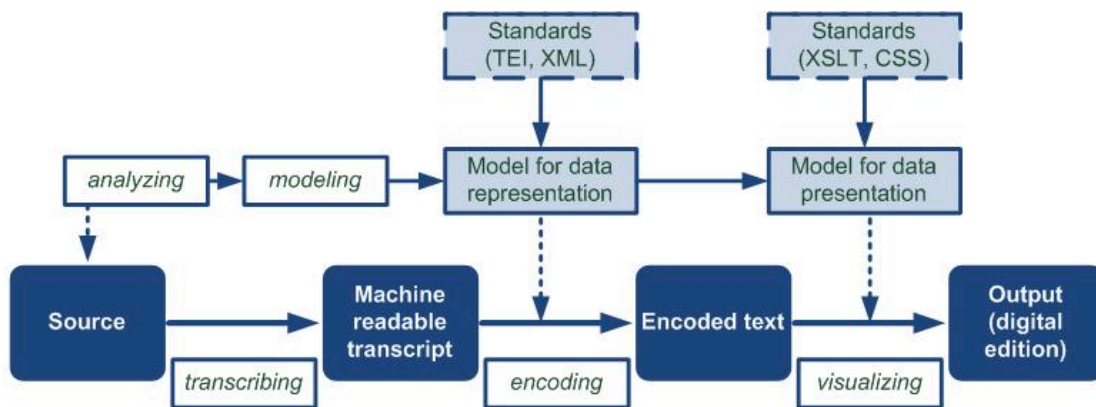 Standards
(TEI, XML)
Standards
(XSLT, CSS)
analyzing
modeling
Model for data
representation
Model for data
presentation
Source
Machine
readable
transcript
Encoded text
Output
(digital
edition)
transcribing
encoding
visualizing